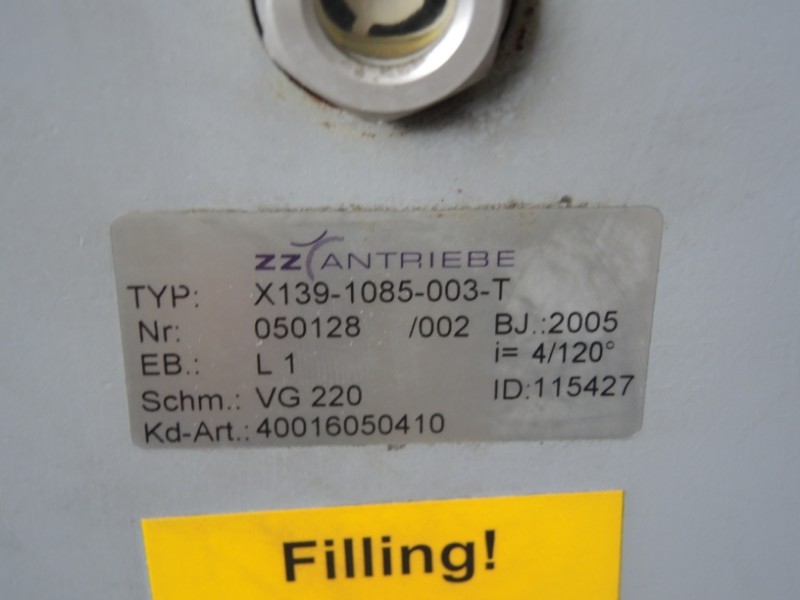 ZZ ANTRIEBE
TYP: X139-1085-003-T
Nr: 050128 /002 BJ.:2005
EB.: L 1 i= 4/120°
Schm.: VG 220 ID:115427
Kd-Art.: 40016050410
Filling!